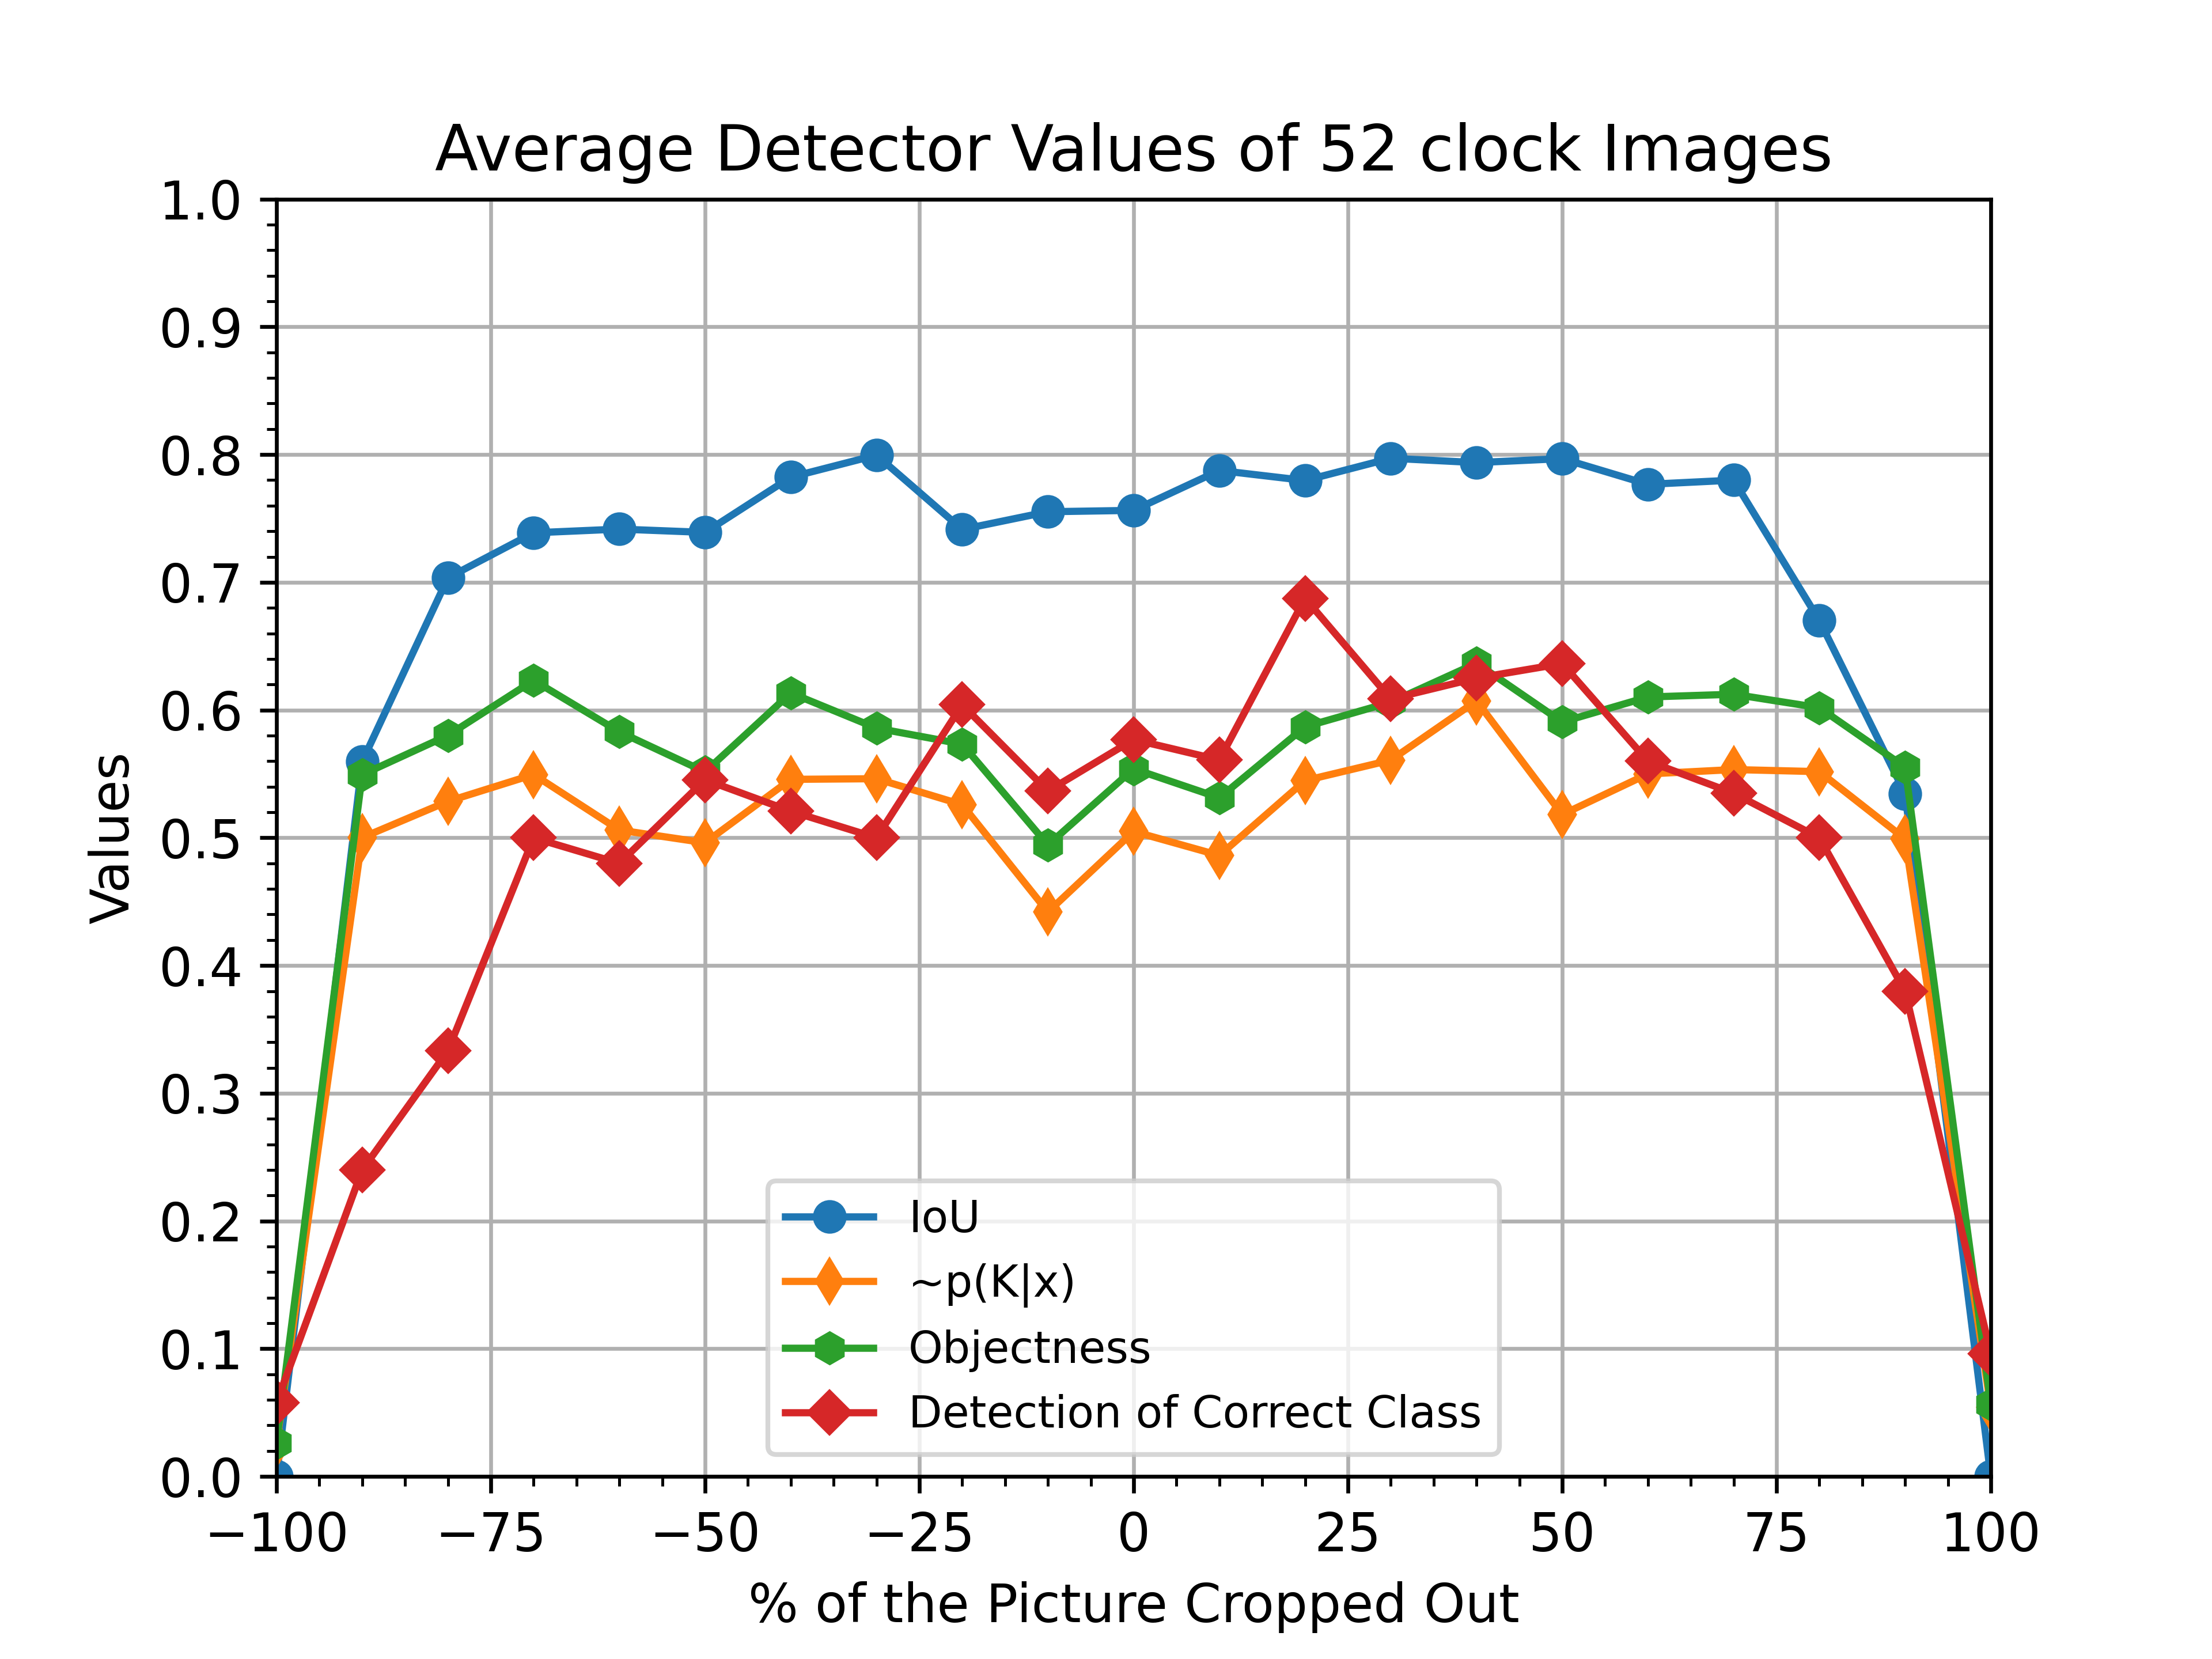 Average Detector Values of 52 clock Images
1.0
0.9
0.8
0.7
0.6
0.5
0.4
0.3
0.2
0.1
0.0
Values
IoU
~p(K|x)
Objectness
Detection of Correct Class
−100 −75 −50 −25 0 25 50 75 100
% of the Picture Cropped Out